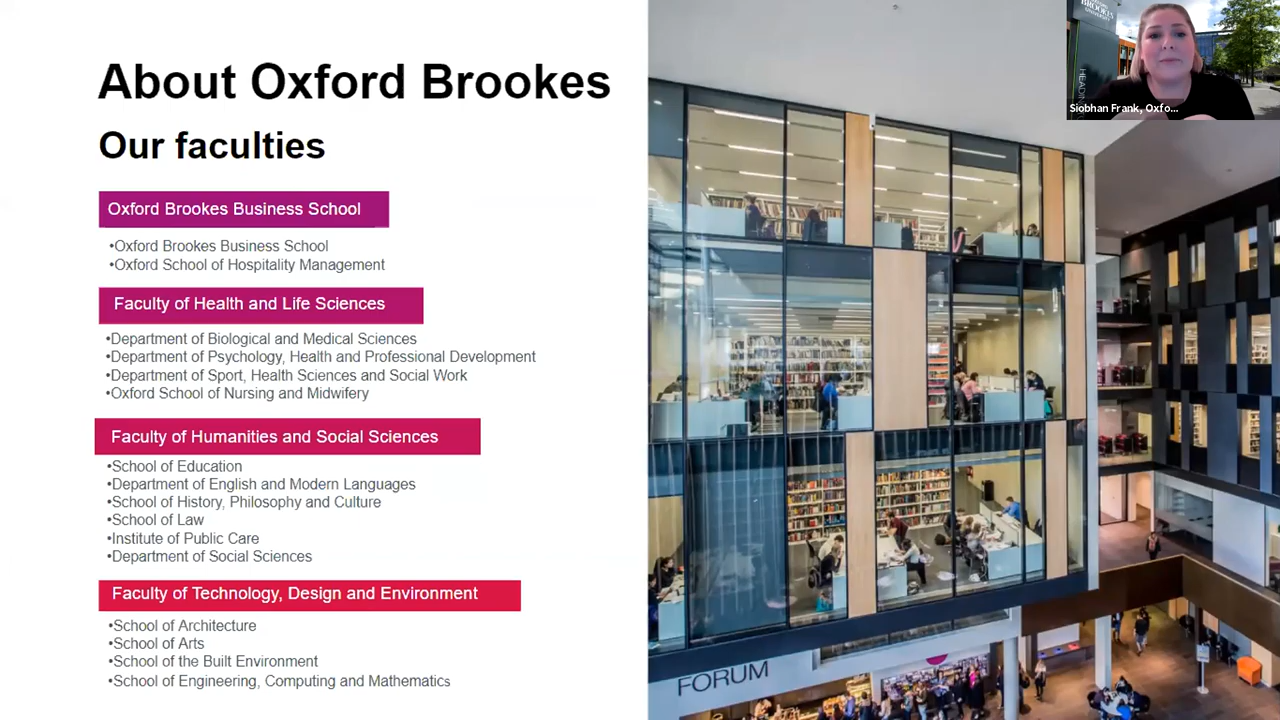 About Oxford Brookes
Our faculties
Oxford Brookes Business School
•Oxford Brookes Business School
•Oxford School of Hospitality Management
Faculty of Health and Life Sciences
•Department of Biological and Medical Sciences
•Department of Psychology, Health and Professional Development
•Department of Sport, Health Sciences and Social Work
•Oxford School of Nursing and Midwifery
Faculty of Humanities and Social Sciences
•School of Education
•Department of English and Modern Languages
•School of History, Philosophy and Culture
•School of Law
•Institute of Public Care
•Department of Social Sciences
Faculty of Technology, Design and Environment
•School of Architecture
•School of Arts
•School of the Built Environment
•School of Engineering, Computing and Mathematics
FORUM
BROOKES
UNIVERSITY
Siobhan Frank, Oxfo...